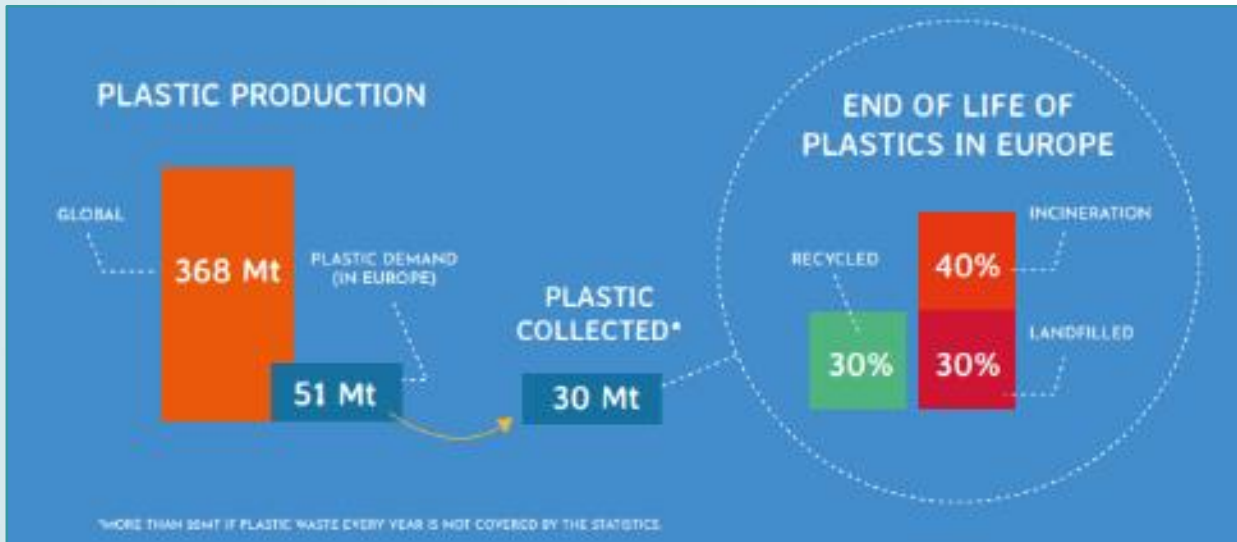 PLASTIC PRODUCTION
GLOBAL
368 Mt
PLASTIC DEMAND
(IN EUROPE)
51 Mt
PLASTIC
COLLECTED*
30 Mt
END OF LIFE OF
PLASTICS IN EUROPE
RECYCLED
30%
INCINERATION
40%
LANDFILLED
30%
*MORE THAN IF PLASTIC WASTE EVERY YEAR IS NOT COVERED BY THE STATISTICS.